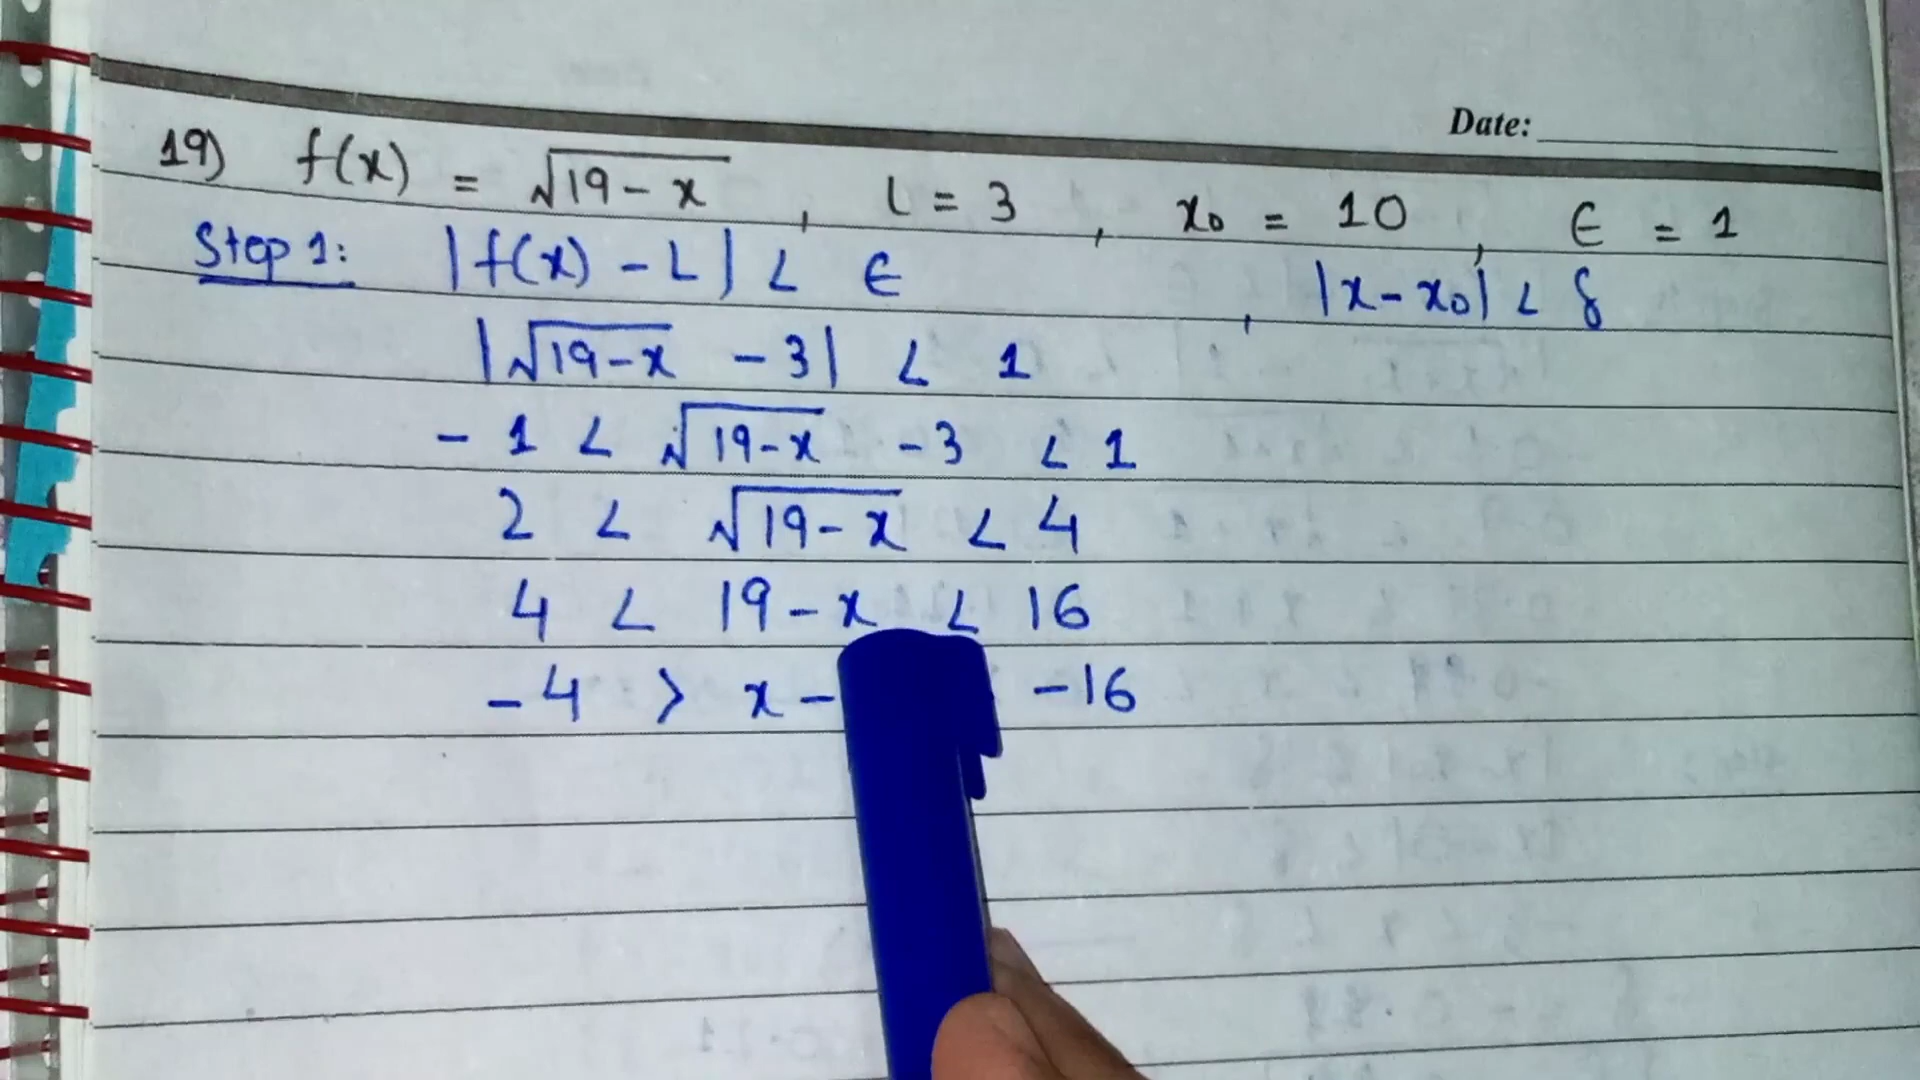 Date:
19) f(x) = √19-x , L = 3 , x₀ = 10 , ∈ = 1
Step 1: |f(x) - L| < ∈ , |x-x₀| < δ
|√19-x - 3| < 1
-1 < √19-x - 3 < 1
2 < √19-x < 4
4 < 19-x < 16
-4 > x- -16